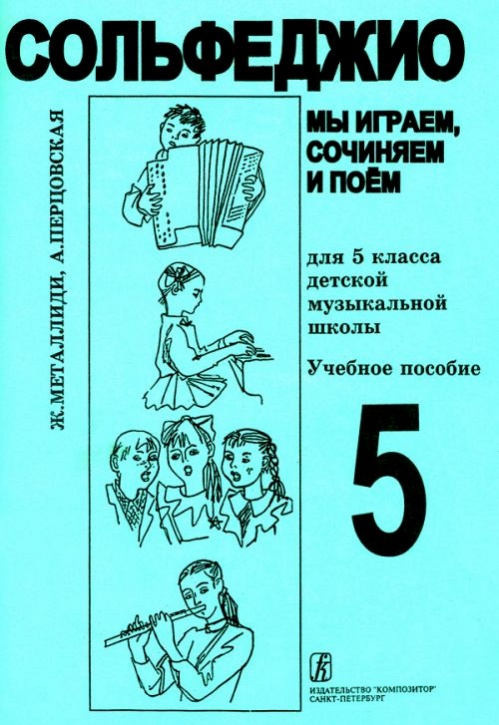 СОЛЬФЕДЖИО
Ж.МЕТАЛЛИДИ, А.ПЕРЦОВСКАЯ
МЫ ИГРАЕМ,
СОЧИНЯЕМ
И ПОЁМ
для 5 класса
детской
музыкальной
школы
Учебное пособие
5
ИЗДАТЕЛЬСТВО "КОМПОЗИТОР"
САНКТ-ПЕТЕРБУРГ